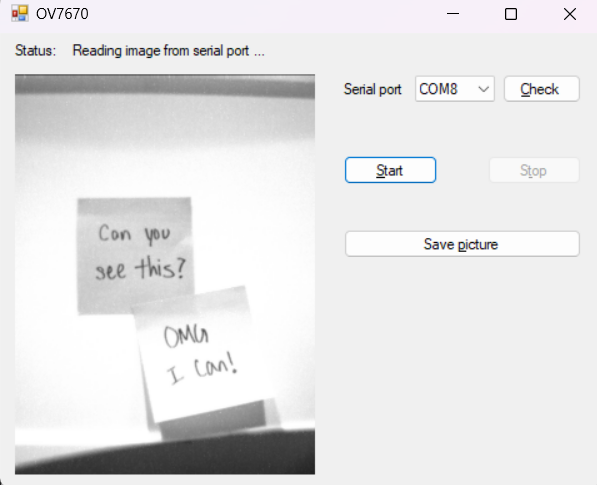 OV7670
Status: Reading image from serial port ...
Serial port COM8 Check
Start Stop
Save picture
Can you
see this?
OMG
I can!